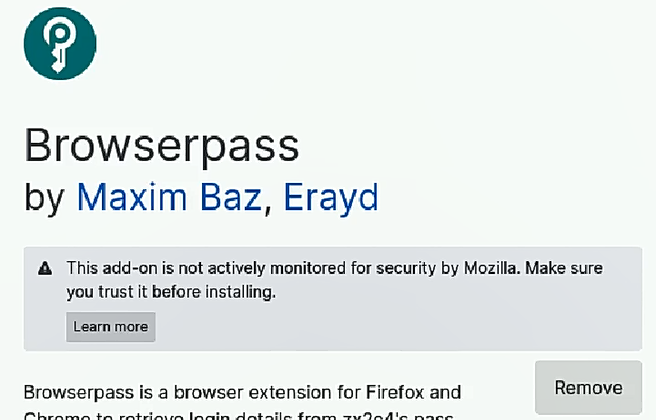 Browserpass
by Maxim Baz, Erayd
This add-on is not actively monitored for security by Mozilla. Make sure
you trust it before installing.
Learn more
Remove
Browserpass is a browser extension for Firefox and
Chrome to retrieve login details from zx2c4's pass